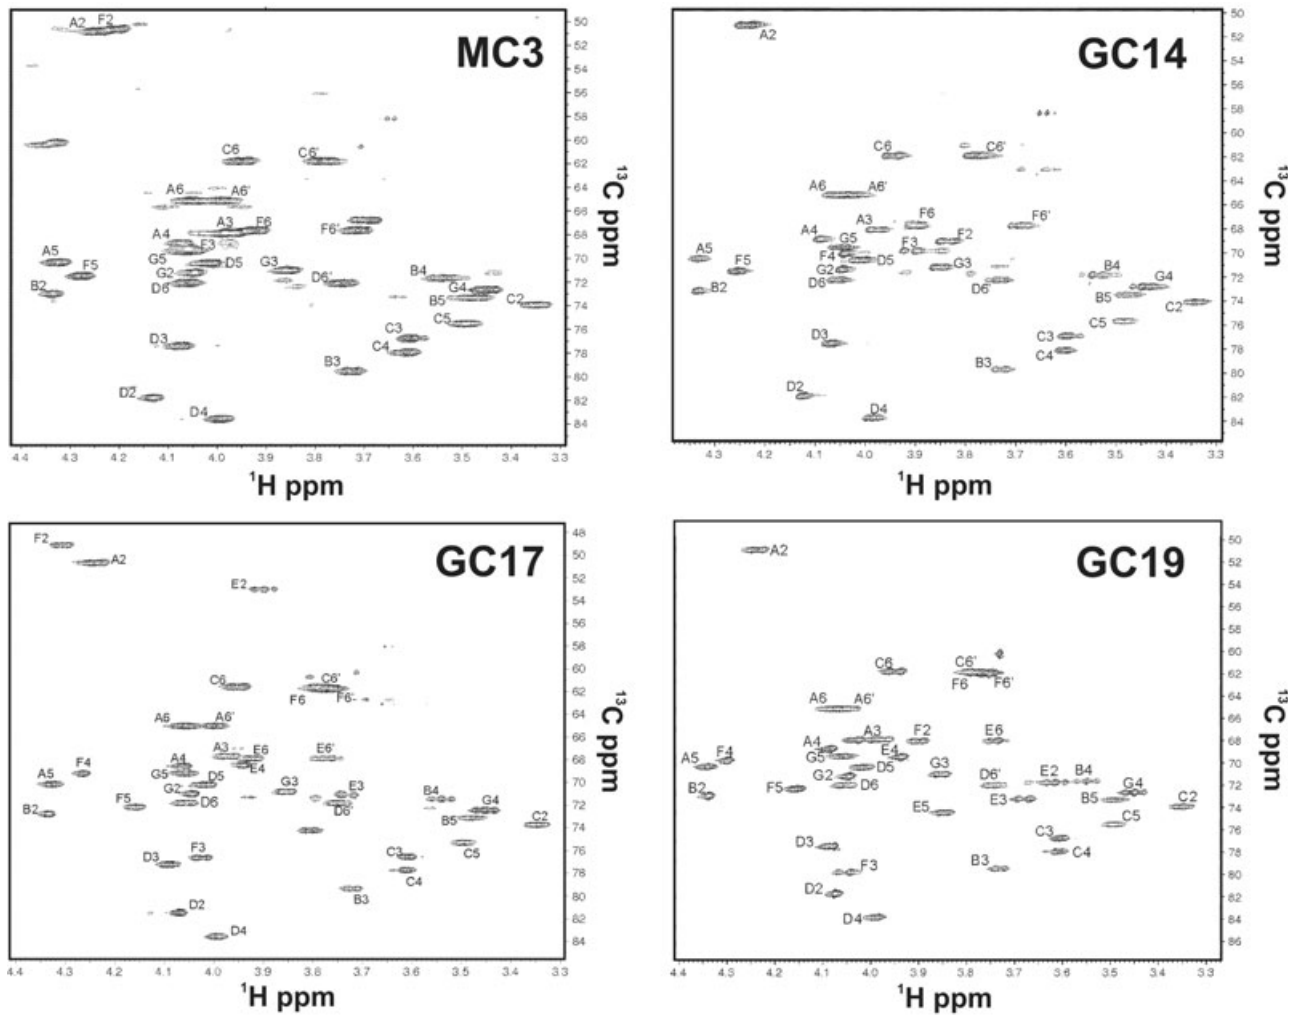 MC3
A2 F2
C6 C6'
A6 A6'
A3 F6
A4 F3 F6'
A5 G5 D5
F5 G2 G3 B4
B2 D6 D6' G4
B5 C2
C5
D3 C3
C4
B3
D2
D4
50
52
54
56
58
60
62
64
66
68
70
72
74
76
78
80
82
84
4.4 4.3 4.2 4.1 4.0 3.9 3.8 3.7 3.6 3.5 3.4 3.3
¹H ppm
¹³C ppm
GC14
A2
C6 C6'
A6 A6'
A3 F6 F6'
A4 G5 F2
A5 F4 F3
F5 G2 D5 G3 B4
B2 D6 D6' G4
B5 C2
C5
D3 C3
C4
B3
D2
D4
50
52
54
56
58
60
62
64
66
68
70
72
74
76
78
80
82
84
4.3 4.2 4.1 4.0 3.9 3.8 3.7 3.6 3.5 3.4 3.3
¹H ppm
¹³C ppm
GC17
F2
A2
E2
C6 C6'
F6 F6'
A6 A6'
A3 E6 E6'
A4 E4
F4 G5 D5
A5 G2 G3 E3
B2 F5 D6 D6' B4 G4
B5 C2
F3 C5
D3 C3
C4
B3
D2
D4
48
50
52
54
56
58
60
62
64
66
68
70
72
74
76
78
80
82
84
4.4 4.3 4.2 4.1 4.0 3.9 3.8 3.7 3.6 3.5 3.4 3.3
¹H ppm
¹³C ppm
GC19
A2
C6 C6'
F6 F6'
A6 A6'
A3 F2 E6
A4 E4
F4 G5
A5 D5
G2 G3 E2 B4
B2 F5 D6 D6' G4
E3 B5 C2
E5 C5
D3 C3
C4
F3 B3
D2
D4
50
52
54
56
58
60
62
64
66
68
70
72
74
76
78
80
82
84
86
4.4 4.3 4.2 4.1 4.0 3.9 3.8 3.7 3.6 3.5 3.4 3.3
¹H ppm
¹³C ppm